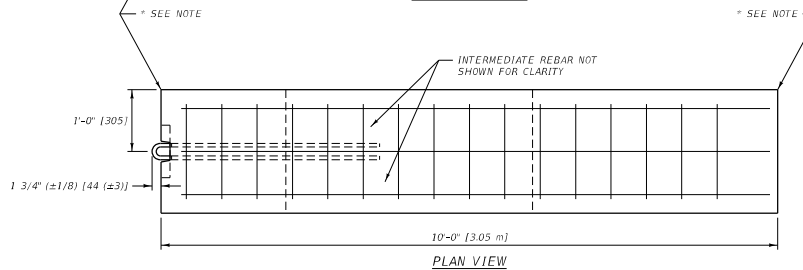 * SEE NOTE
* SEE NOTE
INTERMEDIATE REBAR NOT
SHOWN FOR CLARITY
1'-0" [305]
1 3/4" (±1/8) [44 (±3)]
10'-0" [3.05 m]
PLAN VIEW